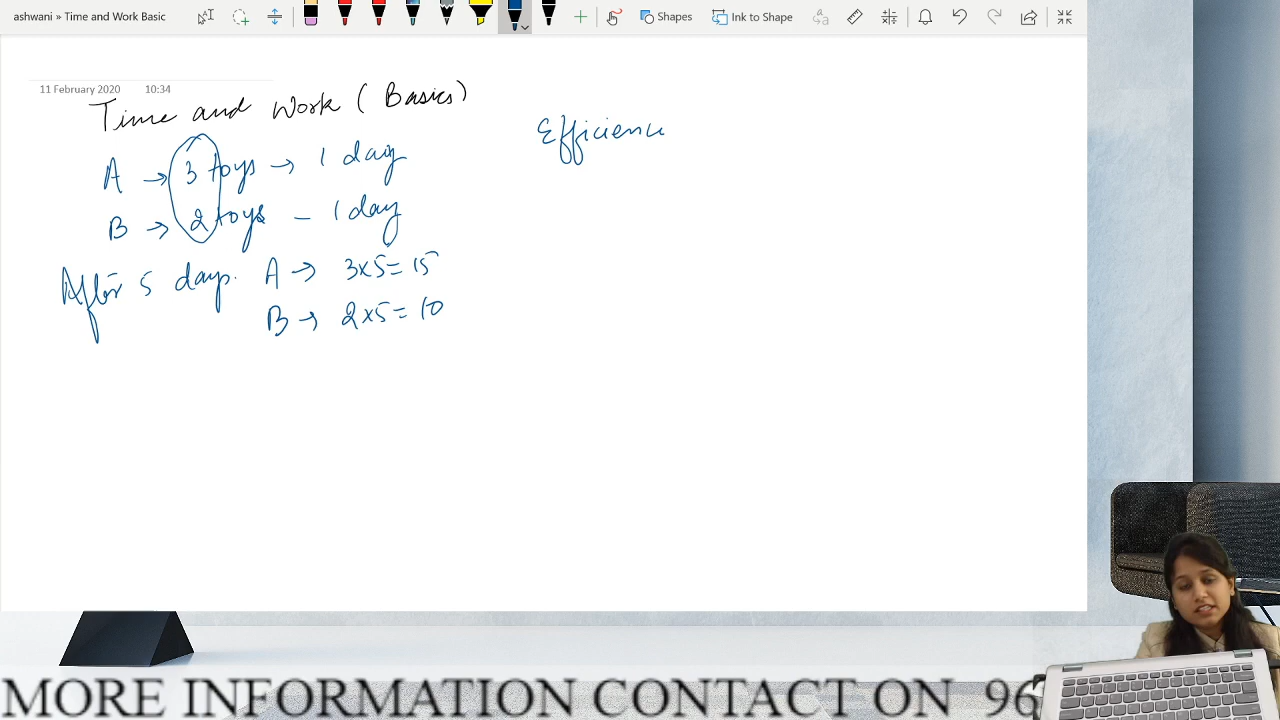 ashwani » Time and Work Basic
Shapes
Ink to Shape
11 February 2020 10:34
Time and Work (Basics)
Efficience
A → 3 toys → 1 day
B → 2 toys – 1 day
After 5 days. A → 3x5=15
B → 2x5=10
MORE INFORMATION CONTACT ON 96